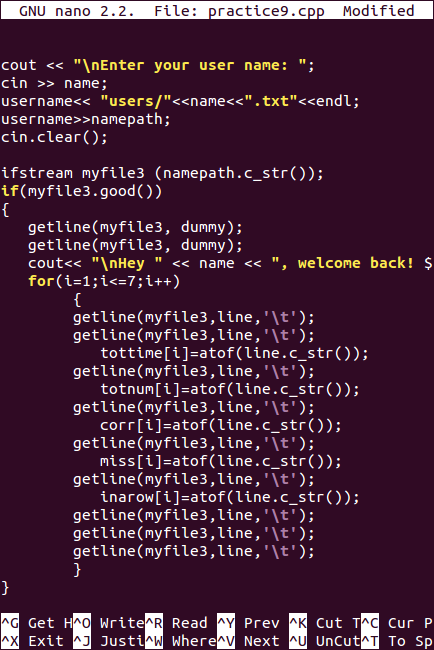 GNU nano 2.2.  File: practice9.cpp  Modified
cout << "\nEnter your user name: ";
cin >> name;
username<< "users/"<<name<<".txt"<<endl;
username>>namepath;
cin.clear();
ifstream myfile3 (namepath.c_str());
if(myfile3.good())
{
   getline(myfile3, dummy);
   getline(myfile3, dummy);
   cout<< "\nHey " << name << ", welcome back! $
   for(i=1;i<=7;i++)
        {
        getline(myfile3,line,'\t');
        getline(myfile3,line,'\t');
           tottime[i]=atof(line.c_str());
        getline(myfile3,line,'\t');
           totnum[i]=atof(line.c_str());
        getline(myfile3,line,'\t');
           corr[i]=atof(line.c_str());
        getline(myfile3,line,'\t');
           miss[i]=atof(line.c_str());
        getline(myfile3,line,'\t');
           inarow[i]=atof(line.c_str());
        getline(myfile3,line,'\t');
        getline(myfile3,line,'\t');
        getline(myfile3,line,'\t');
        }
}
^G Get H^O Write^R Read ^Y Prev ^K Cut T^C Cur P
^X Exit ^J Justi^W Where^V Next ^U UnCut^T To Sp